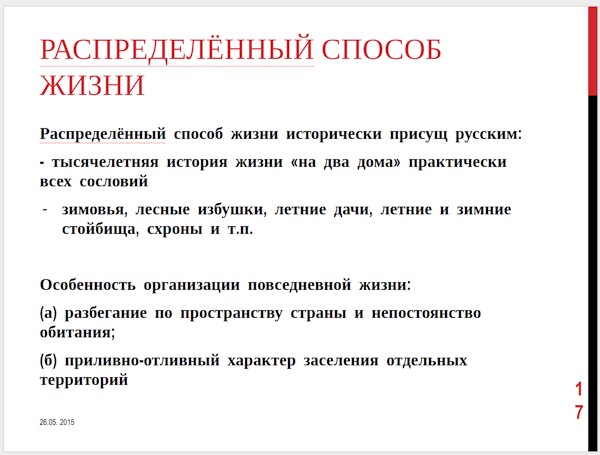 РАСПРЕДЕЛЁННЫЙ СПОСОБ
ЖИЗНИ
Распределённый способ жизни исторически присущ русским:
- тысячелетняя история жизни «на два дома» практически
всех сословий
- зимовья, лесные избушки, летние дачи, летние и зимние
стойбища, схроны и т.п.
Особенность организации повседневной жизни:
(а) разбегание по пространству страны и непостоянство
обитания;
(б) приливно-отливный характер заселения отдельных
территорий
1
7
26.05. 2015